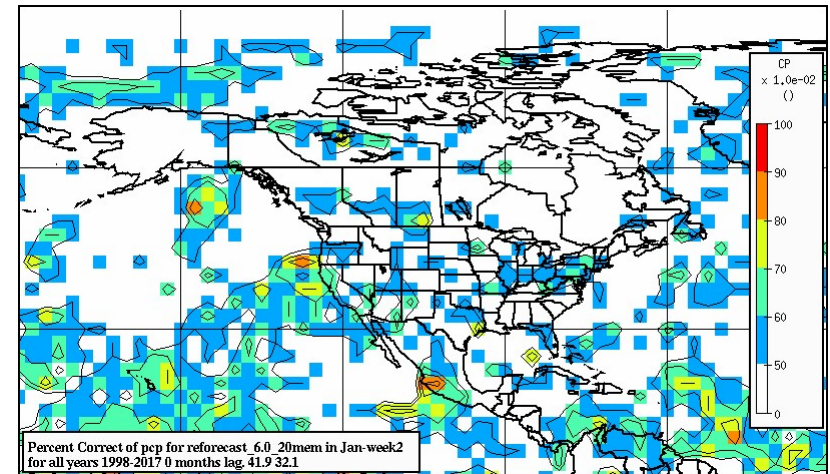 CP
x 1.0e-02
()
100
90
80
70
60
50
0
Percent Correct of pcp for reforecast_6.0_20mem in Jan-week2
for all years 1998-2017 0 months lag. 41.9 32.1